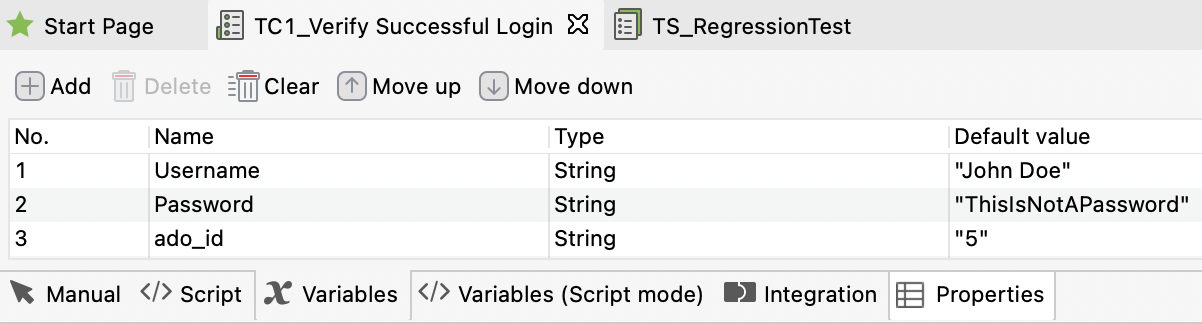 Start Page TC1_Verify Successful Login TS_RegressionTest
Add Delete Clear Move up Move down
No. Name Type Default value
1 Username String "John Doe"
2 Password String "ThisIsNotAPassword"
3 ado_id String "5"
Manual </> Script x Variables </> Variables (Script mode) Integration Properties